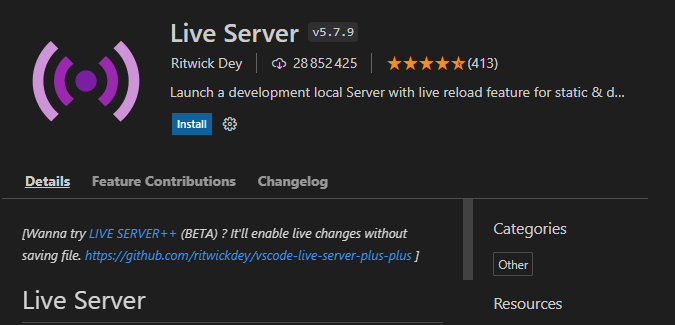 Live Server v5.7.9
Ritwick Dey 28 852 425 (413)
Launch a development local Server with live reload feature for static & d...
Install
Details Feature Contributions Changelog
[Wanna try LIVE SERVER++ (BETA) ? It'll enable live changes without
saving file. https://github.com/ritwickdey/vscode-live-server-plus-plus ]
Live Server
Categories
Other
Resources